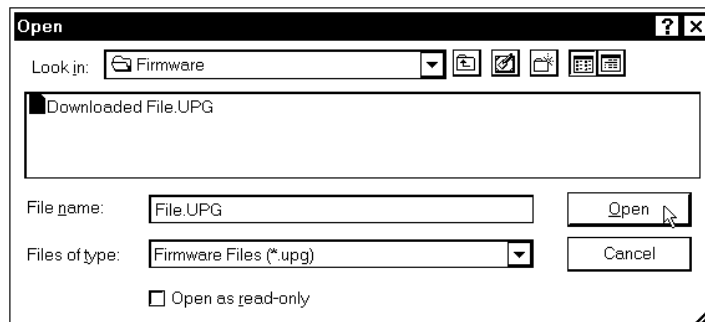 Open
Look in: Firmware
Downloaded File.UPG
File name: File.UPG Open
Files of type: Firmware Files (*.upg) Cancel
Open as read-only